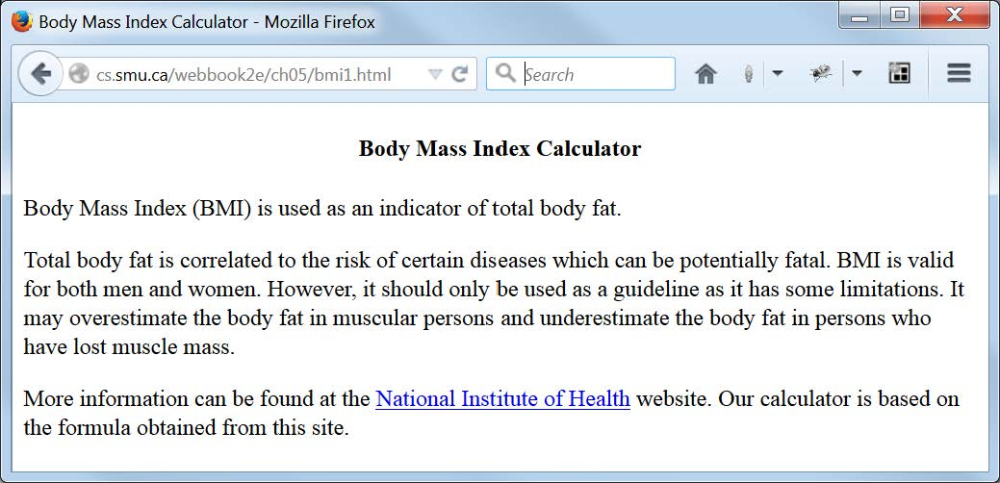 Body Mass Index Calculator - Mozilla Firefox
cs.smu.ca/webbook2e/ch05/bmi1.html
Search
Body Mass Index Calculator
Body Mass Index (BMI) is used as an indicator of total body fat.
Total body fat is correlated to the risk of certain diseases which can be potentially fatal. BMI is valid
for both men and women. However, it should only be used as a guideline as it has some limitations. It
may overestimate the body fat in muscular persons and underestimate the body fat in persons who
have lost muscle mass.
More information can be found at the National Institute of Health website. Our calculator is based on
the formula obtained from this site.